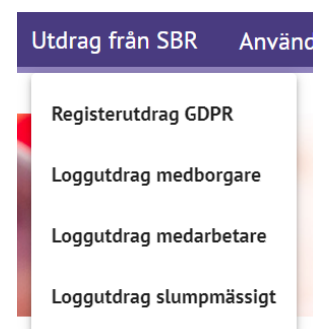 Utdrag från SBR
Registerutdrag GDPR
Loggutdrag medborgare
Loggutdrag medarbetare
Loggutdrag slumpmässigt